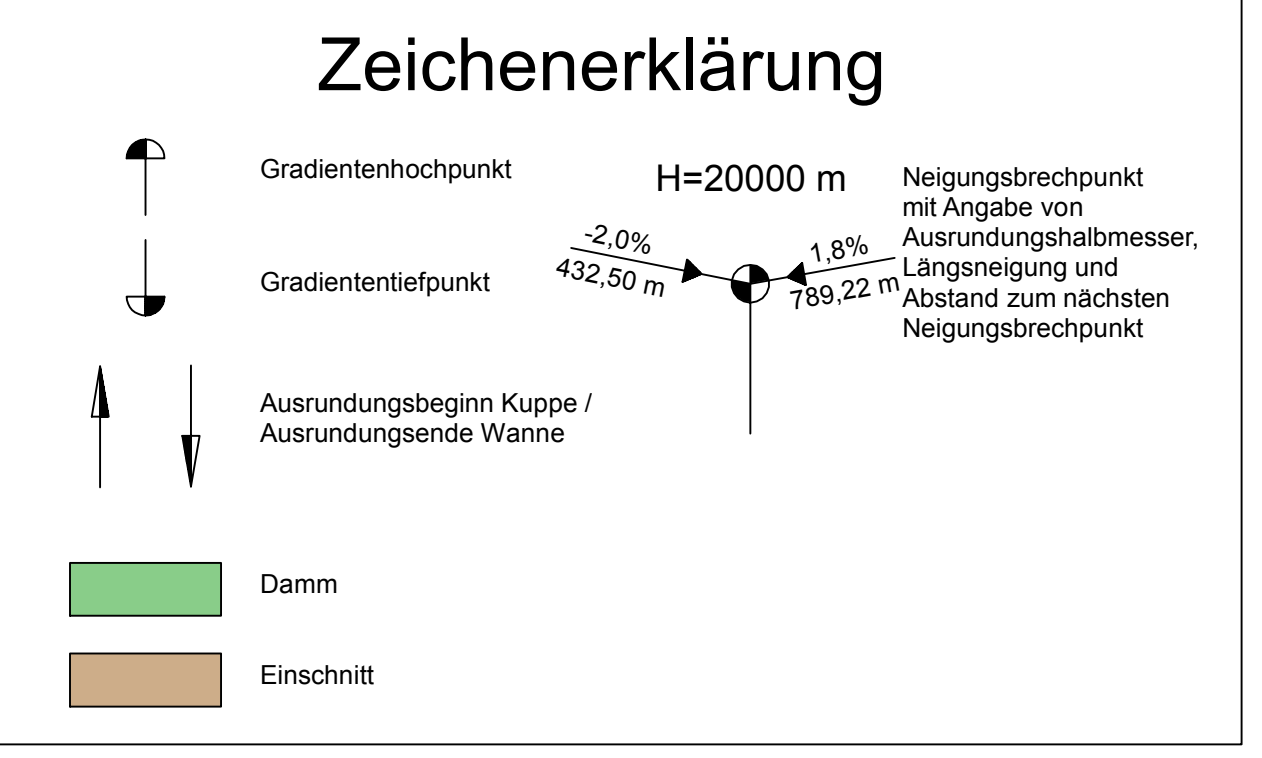 Zeichenerklärung
Gradientenhochpunkt
Gradiententiefpunkt
Ausrundungsbeginn Kuppe /
Ausrundungsende Wanne
Damm
Einschnitt
H=20000 m
-2,0%
432,50 m
1,8%
789,22 m
Neigungsbrechpunkt
mit Angabe von
Ausrundungshalbmesser,
Längsneigung und
Abstand zum nächsten
Neigungsbrechpunkt